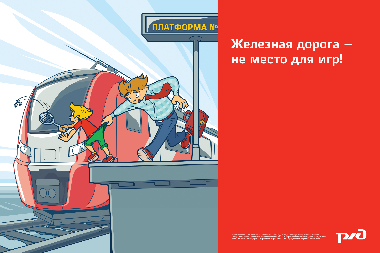 ПЛАТФОРМА №
Железная дорога –
не место для игр!
ржд